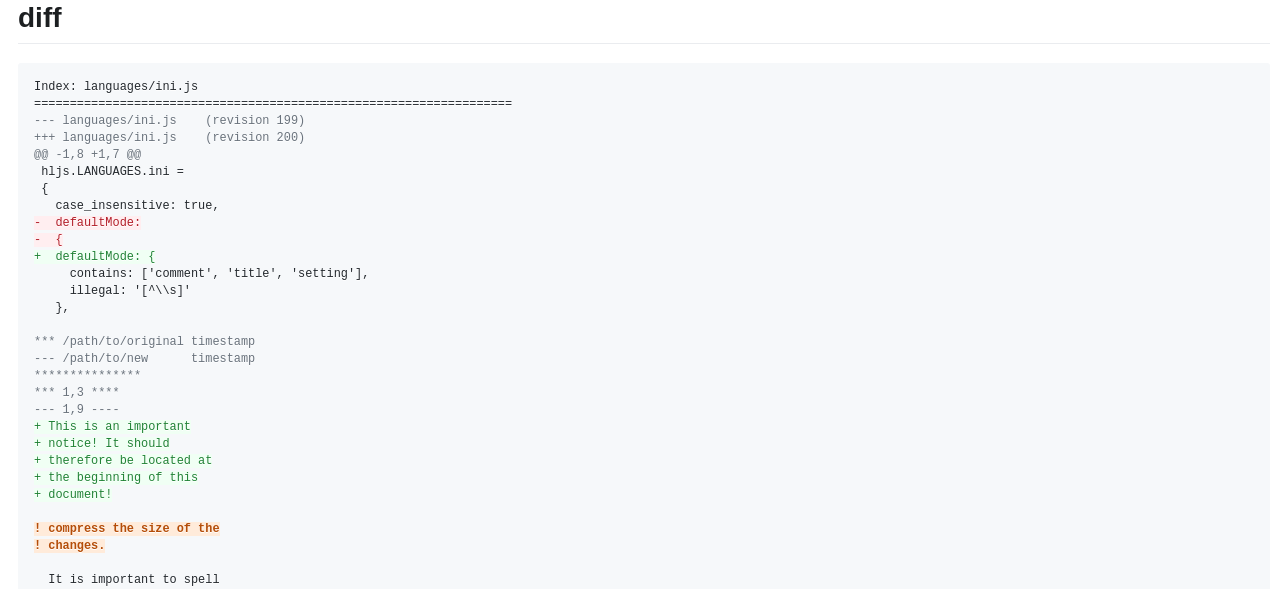 diff
Index: languages/ini.js
===================================================================
--- languages/ini.js    (revision 199)
+++ languages/ini.js    (revision 200)
@@ -1,8 +1,7 @@
 hljs.LANGUAGES.ini =
 {
   case_insensitive: true,
-  defaultMode:
-  {
+  defaultMode: {
     contains: ['comment', 'title', 'setting'],
     illegal: '[^\\s]'
   },

*** /path/to/original timestamp
--- /path/to/new      timestamp
***************
*** 1,3 ****
--- 1,9 ----
+ This is an important
+ notice! It should
+ therefore be located at
+ the beginning of this
+ document!

! compress the size of the
! changes.

  It is important to spell